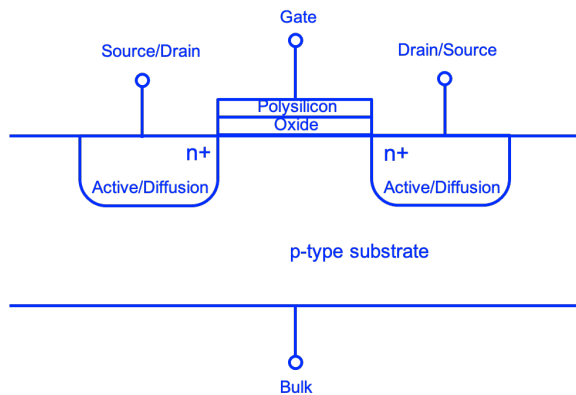 Gate
Source/Drain
Drain/Source
Polysilicon
Oxide
n+
n+
Active/Diffusion
Active/Diffusion
p-type substrate
Bulk